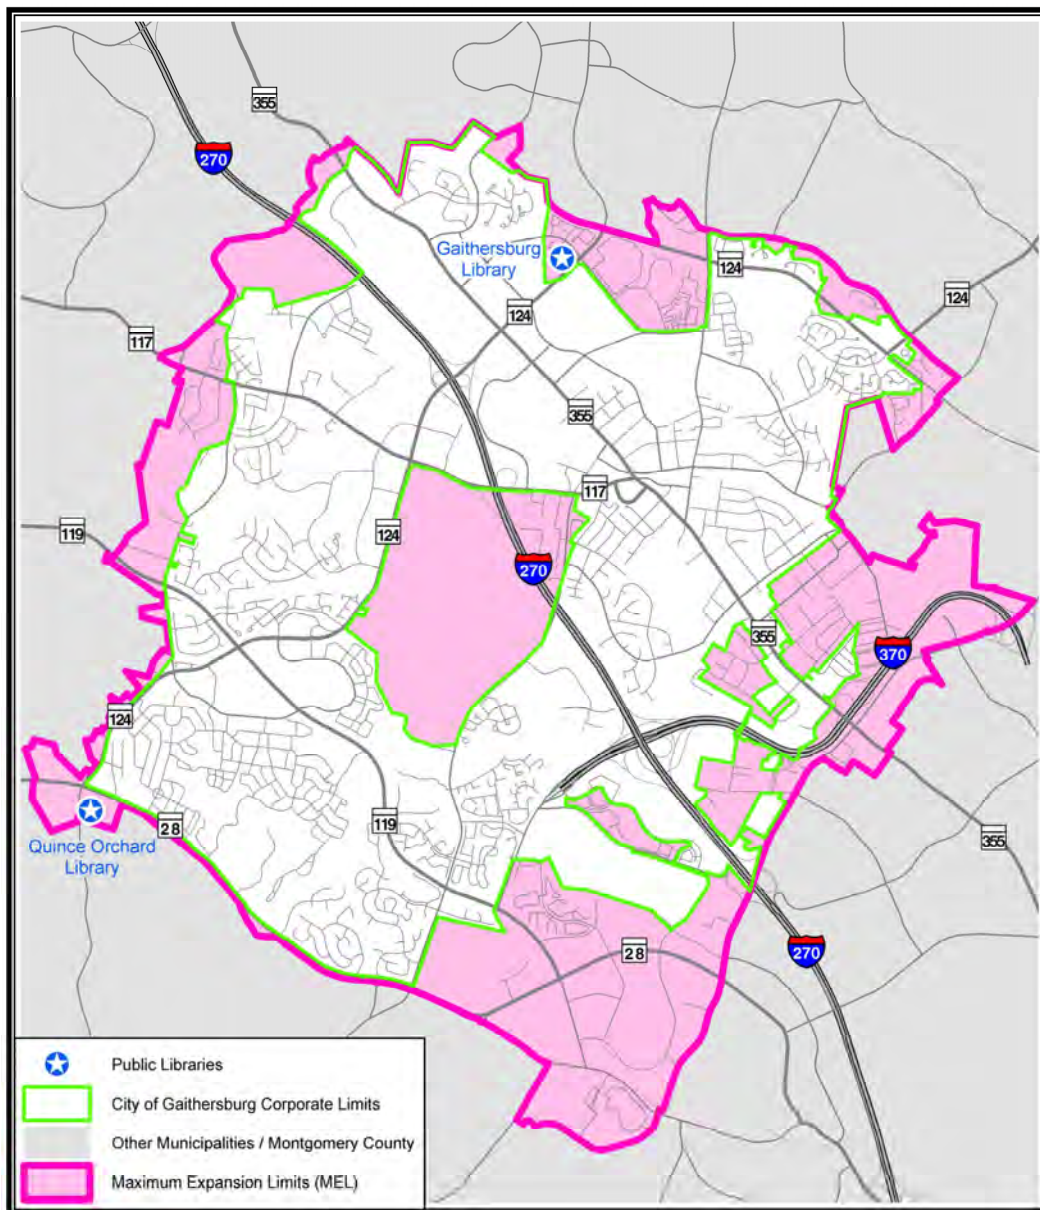 355
270
Gaithersburg
Library
124
124
124
117
355
117
119
124
270
355
370
124
119
28
355
Quince Orchard
Library
28
270
Public Libraries
City of Gaithersburg Corporate Limits
Other Municipalities / Montgomery County
Maximum Expansion Limits (MEL)